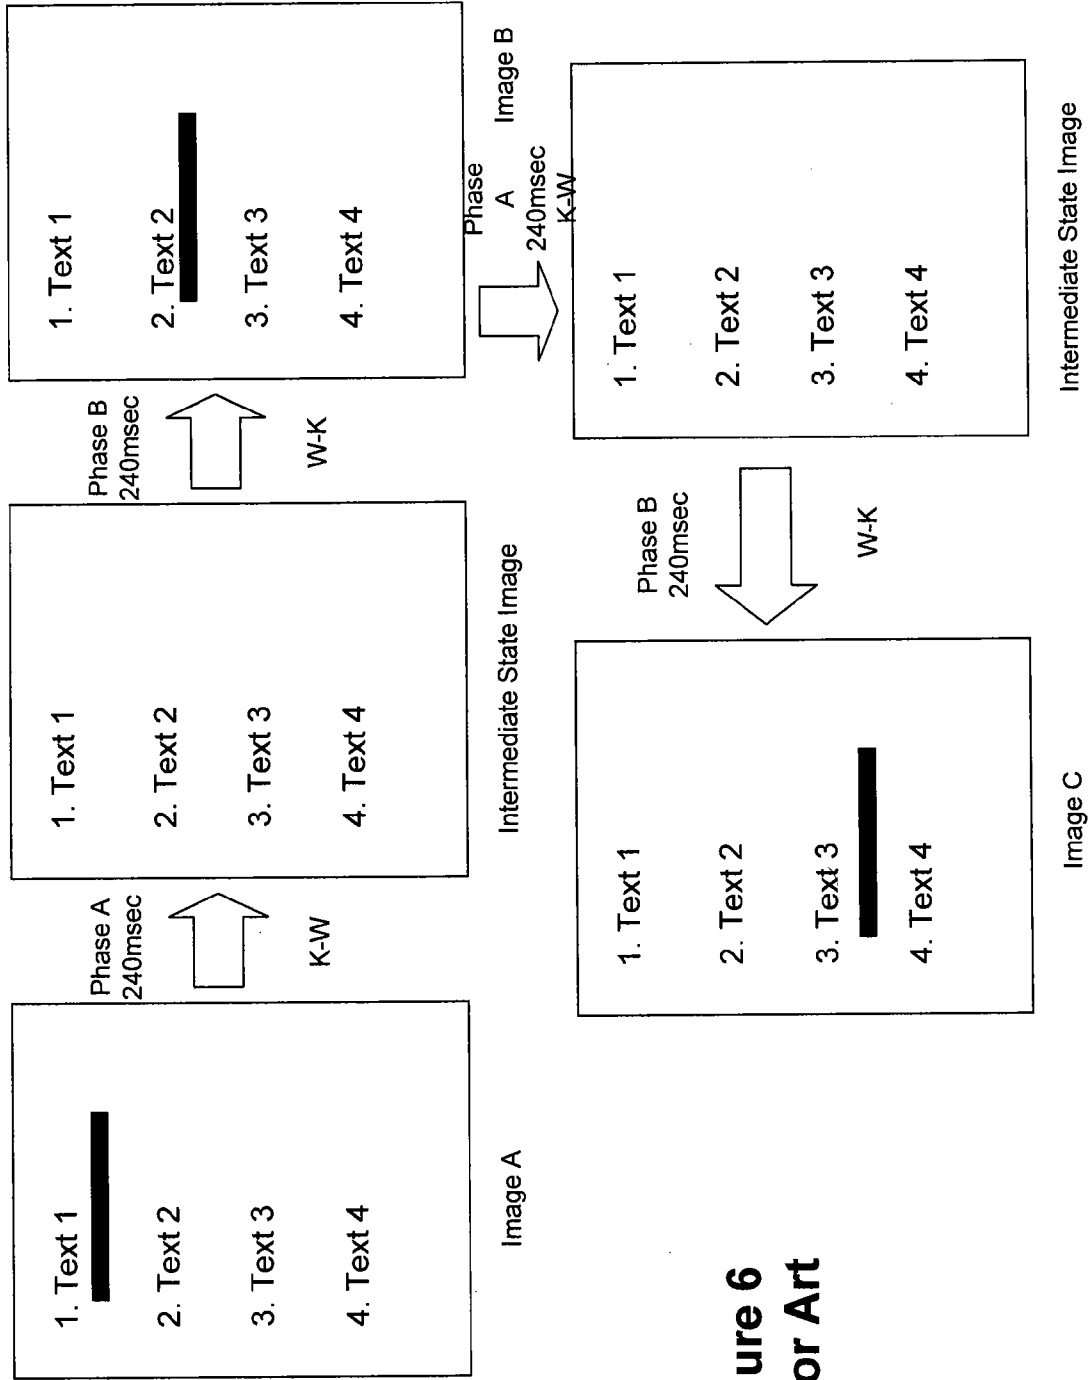 1. Text 1
2. Text 2
3. Text 3
4. Text 4
Image A
Phase A
240msec
K-W
1. Text 1
2. Text 2
3. Text 3
4. Text 4
Intermediate State Image
Phase B
240msec
W-K
1. Text 1
2. Text 2
3. Text 3
4. Text 4
Image B
Phase
A
240msec
K-W
1. Text 1
2. Text 2
3. Text 3
4. Text 4
Intermediate State Image
Phase B
240msec
W-K
1. Text 1
2. Text 2
3. Text 3
4. Text 4
Image C
ure 6
or Art